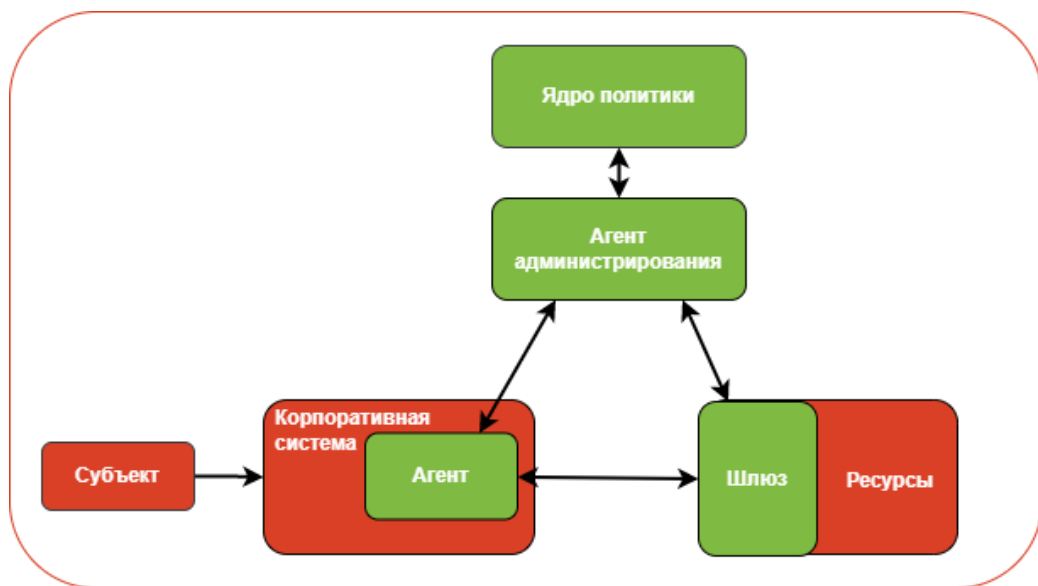 Ядро политики
Агент
администрирования
Корпоративная
система
Субъект
Агент
Шлюз
Ресурсы